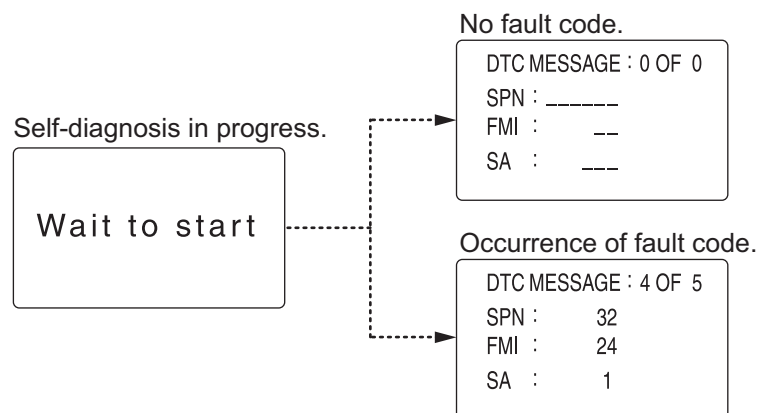 No fault code.
DTC MESSAGE : 0 OF 0
SPN : ______
FMI : __
SA : ___
Self-diagnosis in progress.
Wait to start
Occurrence of fault code.
DTC MESSAGE : 4 OF 5
SPN : 32
FMI : 24
SA : 1